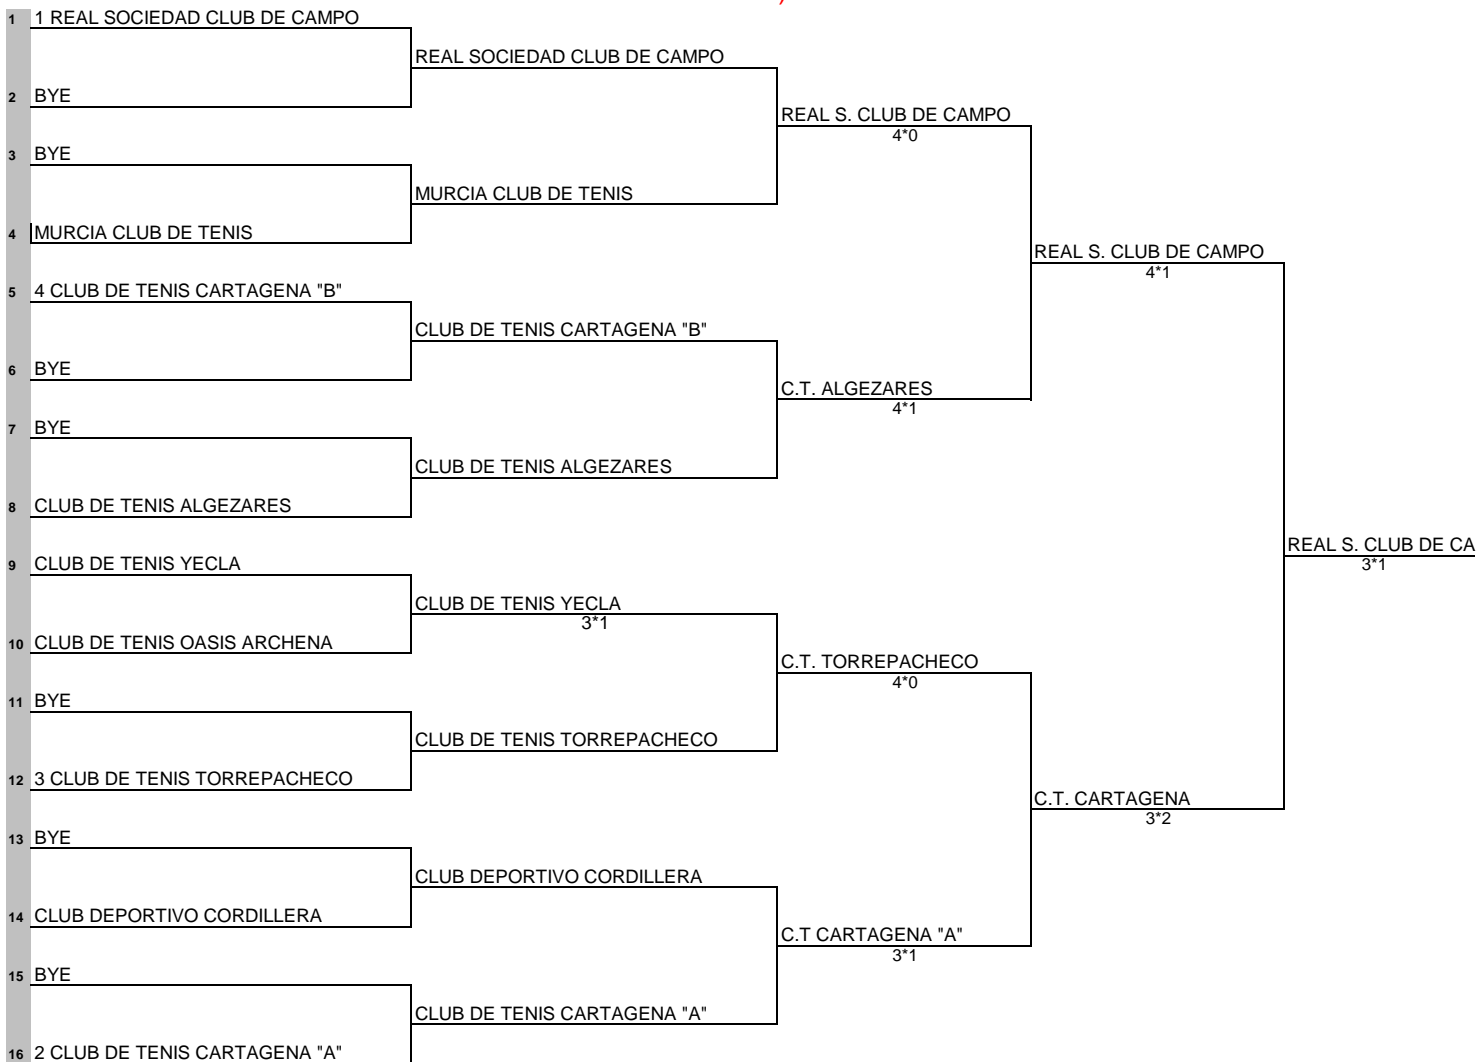 1 1 REAL SOCIEDAD CLUB DE CAMPO
REAL SOCIEDAD CLUB DE CAMPO
2 BYE
REAL S. CLUB DE CAMPO
4*0
3 BYE
MURCIA CLUB DE TENIS
4 MURCIA CLUB DE TENIS
REAL S. CLUB DE CAMPO
4*1
5 4 CLUB DE TENIS CARTAGENA "B"
CLUB DE TENIS CARTAGENA "B"
6 BYE
C.T. ALGEZARES
4*1
7 BYE
CLUB DE TENIS ALGEZARES
8 CLUB DE TENIS ALGEZARES
REAL S. CLUB DE CA
3*1
9 CLUB DE TENIS YECLA
CLUB DE TENIS YECLA
3*1
10 CLUB DE TENIS OASIS ARCHENA
C.T. TORREPACHECO
4*0
11 BYE
CLUB DE TENIS TORREPACHECO
12 3 CLUB DE TENIS TORREPACHECO
C.T. CARTAGENA
3*2
13 BYE
CLUB DEPORTIVO CORDILLERA
14 CLUB DEPORTIVO CORDILLERA
C.T CARTAGENA "A"
3*1
15 BYE
CLUB DE TENIS CARTAGENA "A"
16 2 CLUB DE TENIS CARTAGENA "A"